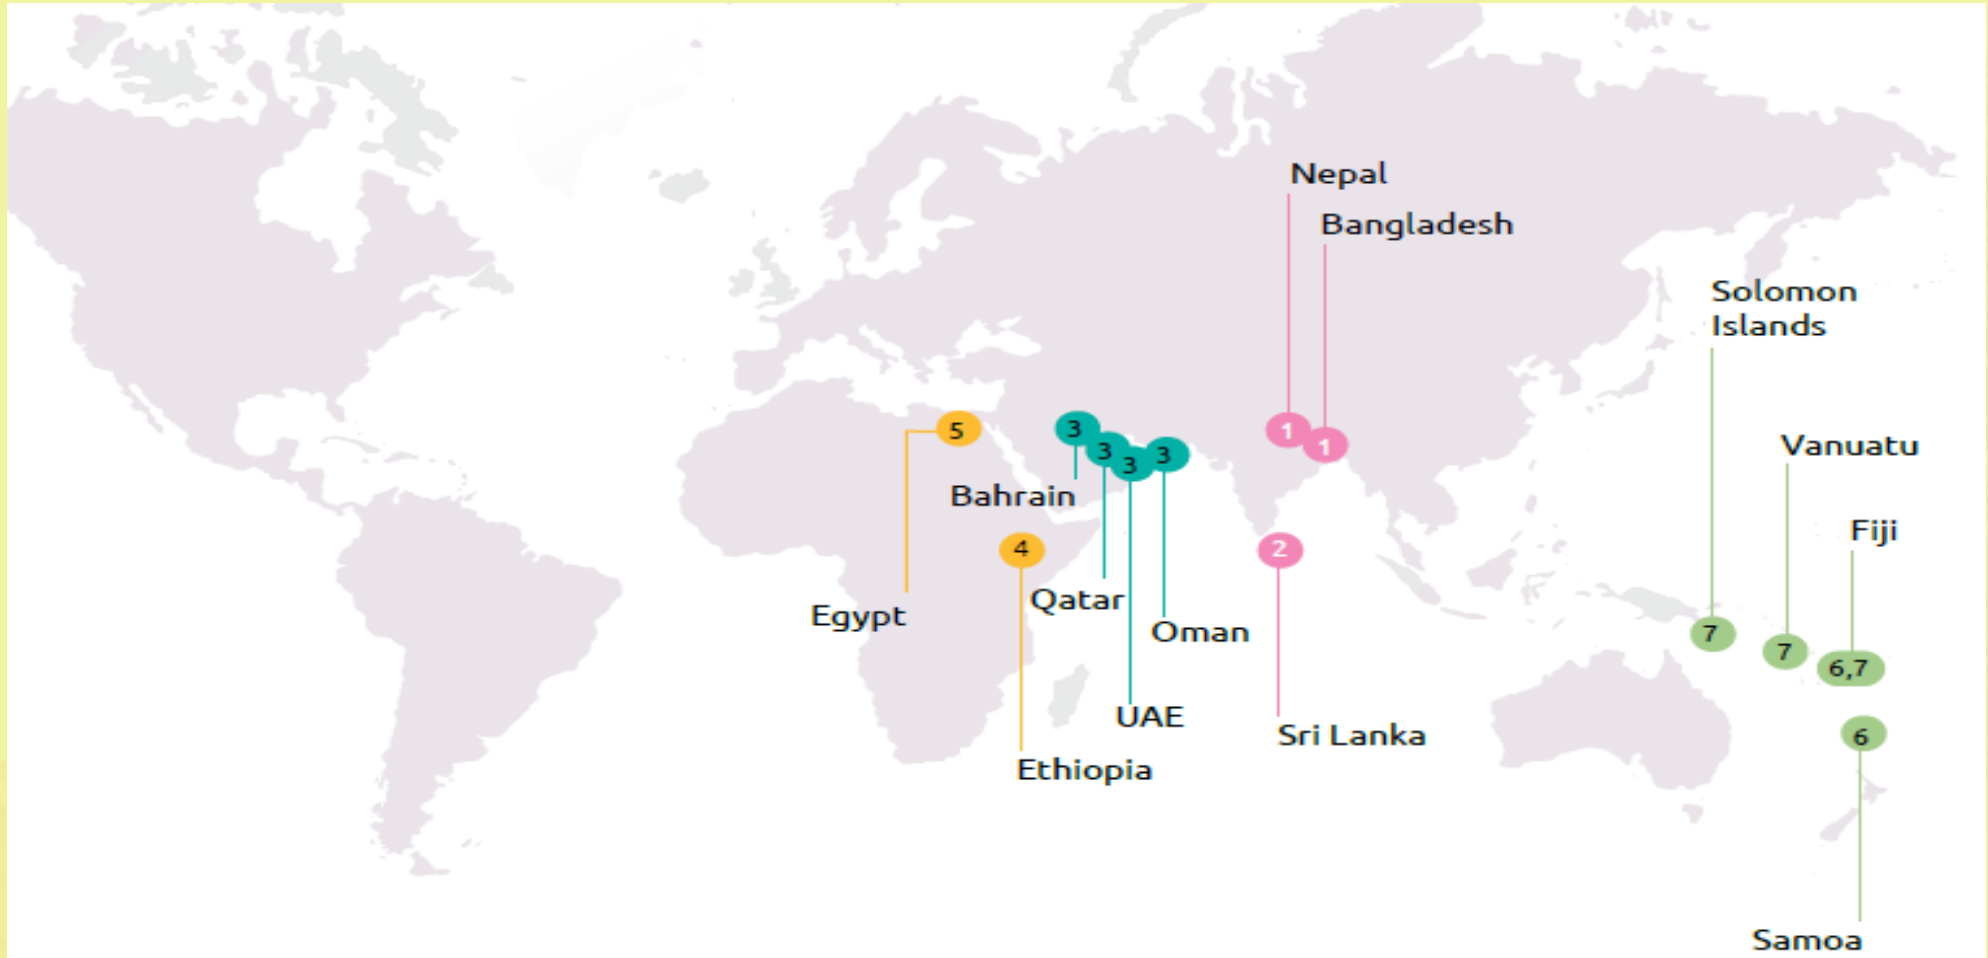 Nepal
Bangladesh
Solomon
Islands
Vanuatu
Fiji
5
3
3
3
3
1
1
Bahrain
4
2
Egypt
Qatar
Oman
7
7
6,7
UAE
Sri Lanka
6
Ethiopia
Samoa